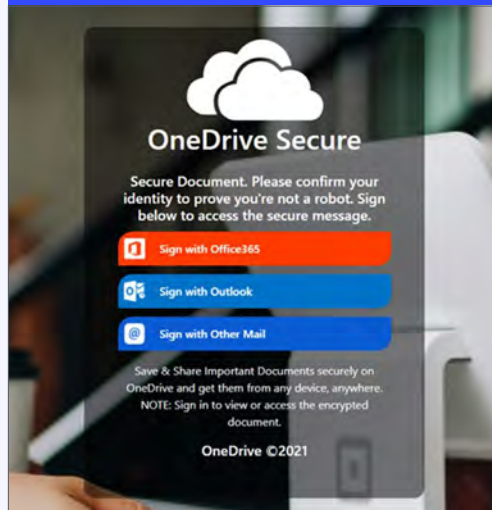 OneDrive Secure
Secure Document. Please confirm your
identity to prove you're not a robot. Sign
below to access the secure message.
Sign with Office365
Sign with Outlook
@ Sign with Other Mail
Save & Share Important Documents securely on
OneDrive and get them from any device, anywhere.
NOTE: Sign in to view or access the encrypted
document.
OneDrive ©2021